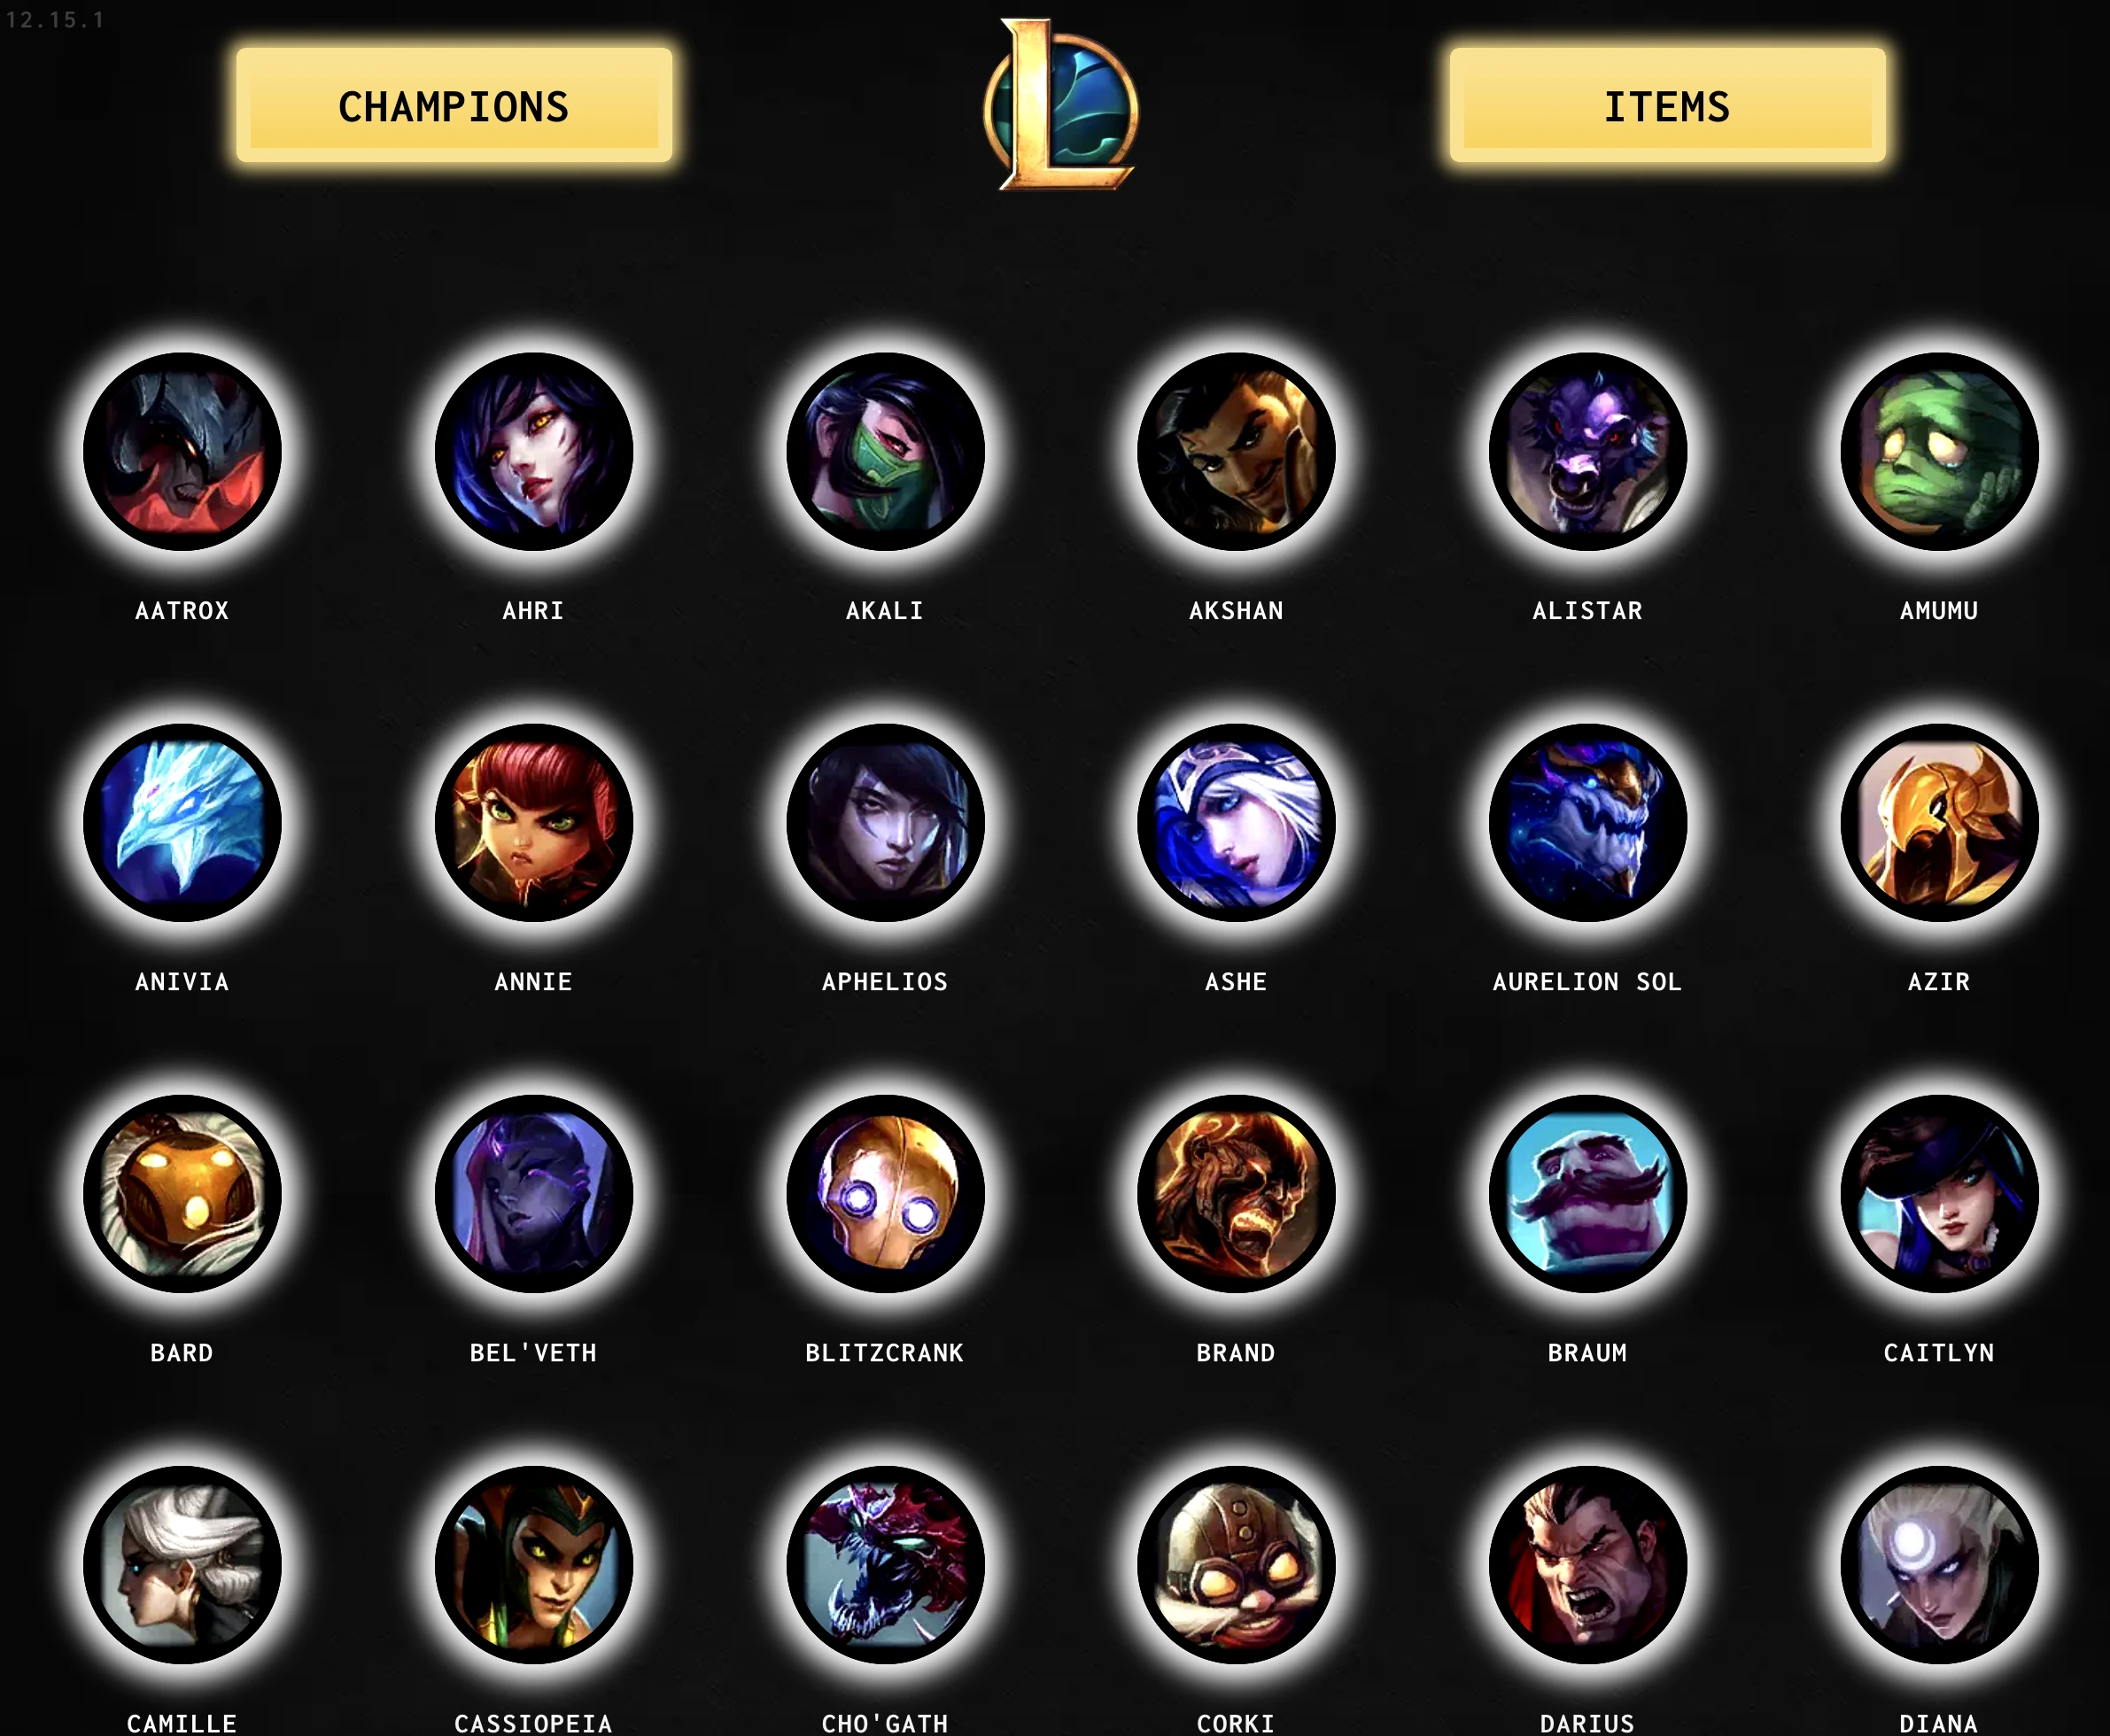 12.15.1
CHAMPIONS
ITEMS
AATROX
AHRI
AKALI
AKSHAN
ALISTAR
AMUMU
ANIVIA
ANNIE
APHELIOS
ASHE
AURELION SOL
AZIR
BARD
BEL'VETH
BLITZCRANK
BRAND
BRAUM
CAITLYN
CAMILLE
CASSIOPEIA
CHO'GATH
CORKI
DARIUS
DIANA